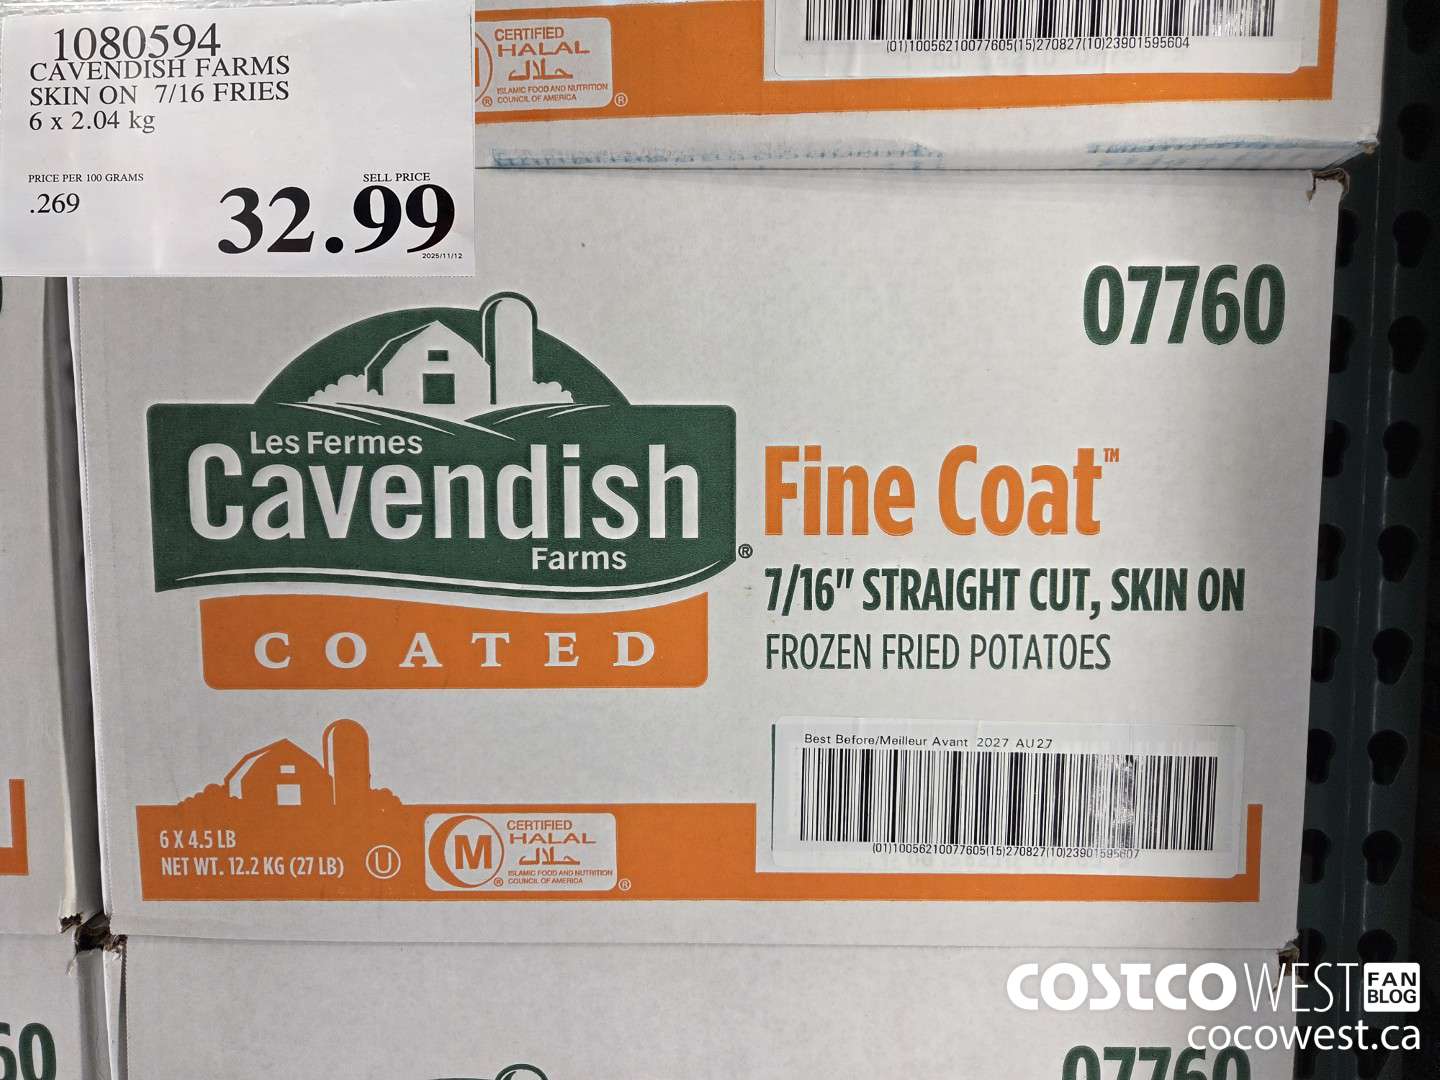 1080594
CAVENDISH FARMS
SKIN ON 7/16 FRIES
6 x 2.04 kg
PRICE PER 100 GRAMS
.269
SELL PRICE
32.99
2025/11/12
CERTIFIED
HALAL
حلال
ISLAMIC FOOD AND NUTRITION
® COUNCIL OF AMERICA ®
(01)10056210077605(15)270827(10)23901595604
07760
Les Fermes
Cavendish
Farms
®
COATED
Fine Coat™
7/16" STRAIGHT CUT, SKIN ON
FROZEN FRIED POTATOES
Best Before/Meilleur Avant 2027 AU27
(01)10056210077605(15)270827(10)23901595607
6 X 4.5 LB
NET WT. 12.2 KG (27 LB)
U
M
CERTIFIED
HALAL
حلال
ISLAMIC FOOD AND NUTRITION
® COUNCIL OF AMERICA ®
60
07760
COSTCO WEST FAN BLOG
cocowest.ca